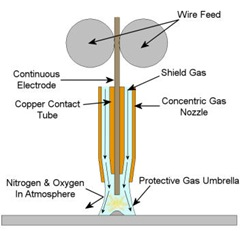 Wire Feed
Continuous
Electrode
Shield Gas
Copper Contact
Tube
Concentric Gas
Nozzle
Nitrogen & Oxygen
In Atmosphere
Protective Gas Umbrella